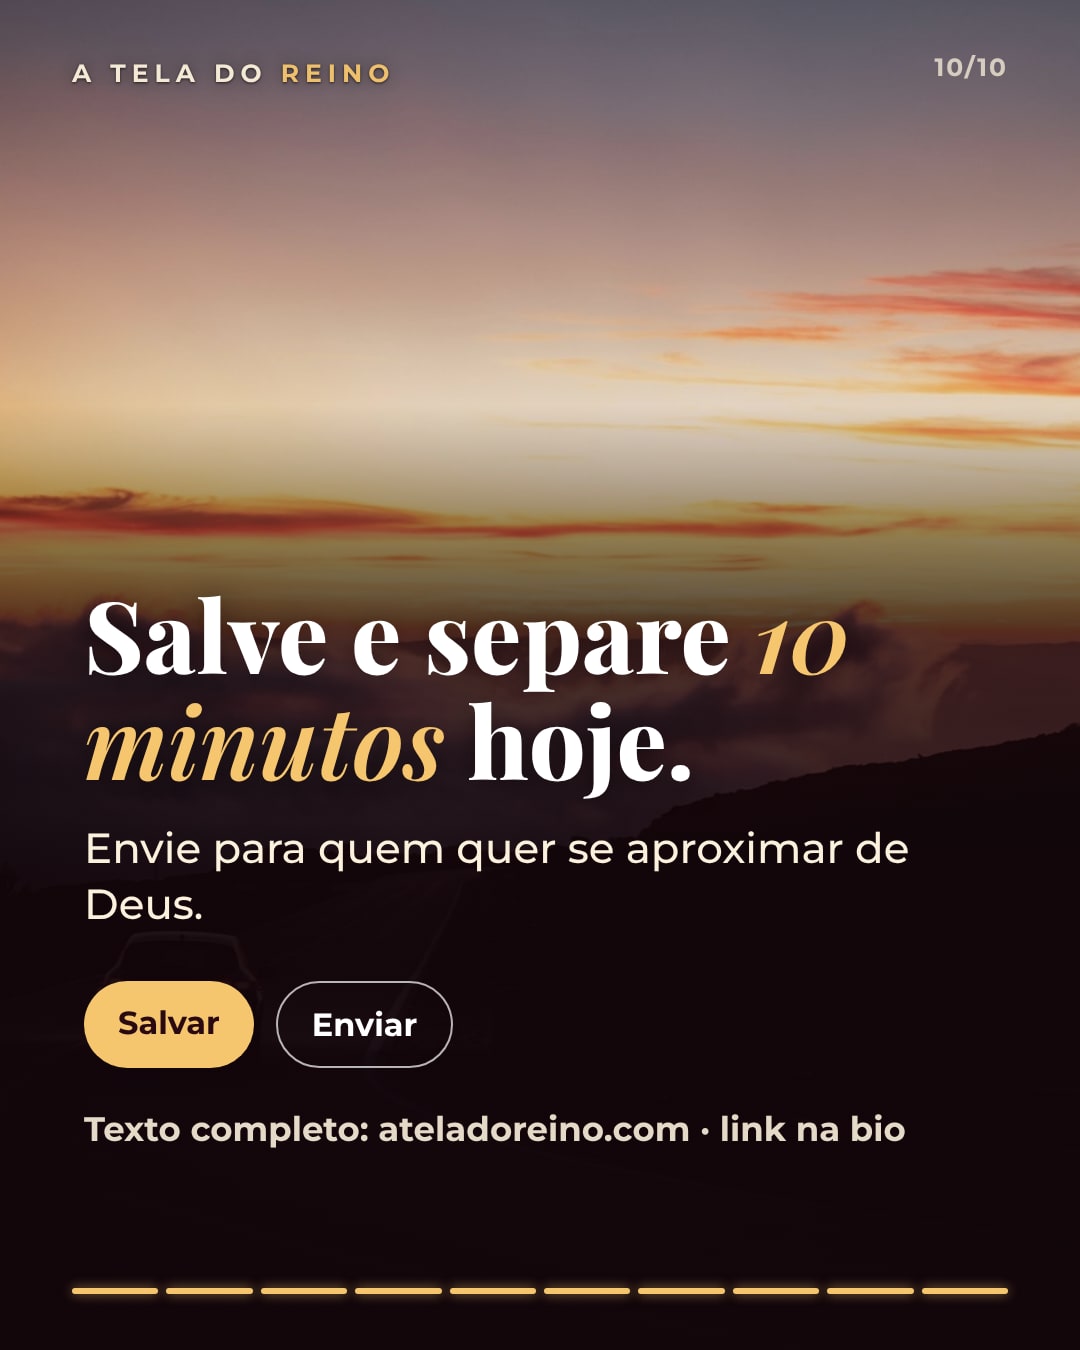 A TELA DO REINO
10/10
Salve e separe 10
minutos hoje.
Envie para quem quer se aproximar de
Deus.
Salvar
Enviar
Texto completo: ateladoreino.com · link na bio